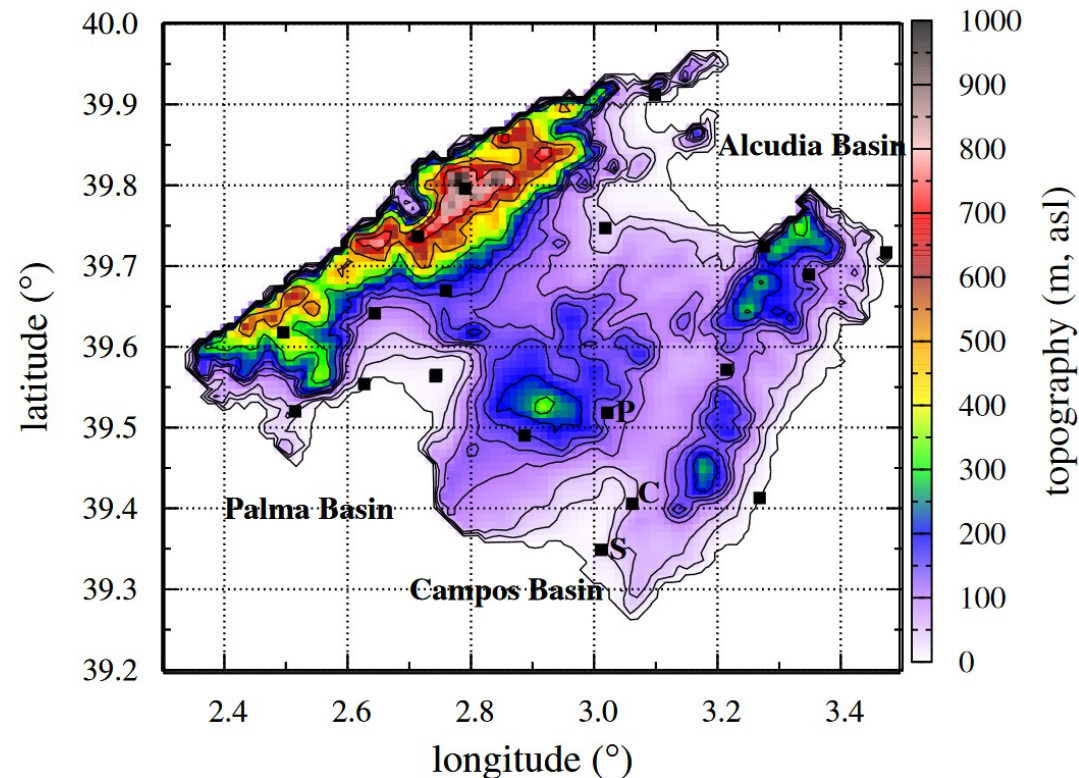 latitude (°)
40.0
39.9
39.8
39.7
39.6
39.5
39.4
39.3
39.2
Alcudia Basin
P
C
Palma Basin
S
Campos Basin
2.4 2.6 2.8 3.0 3.2 3.4
longitude (°)
1000
900
800
700
600
500
400
300
200
100
0
topography (m, asl)